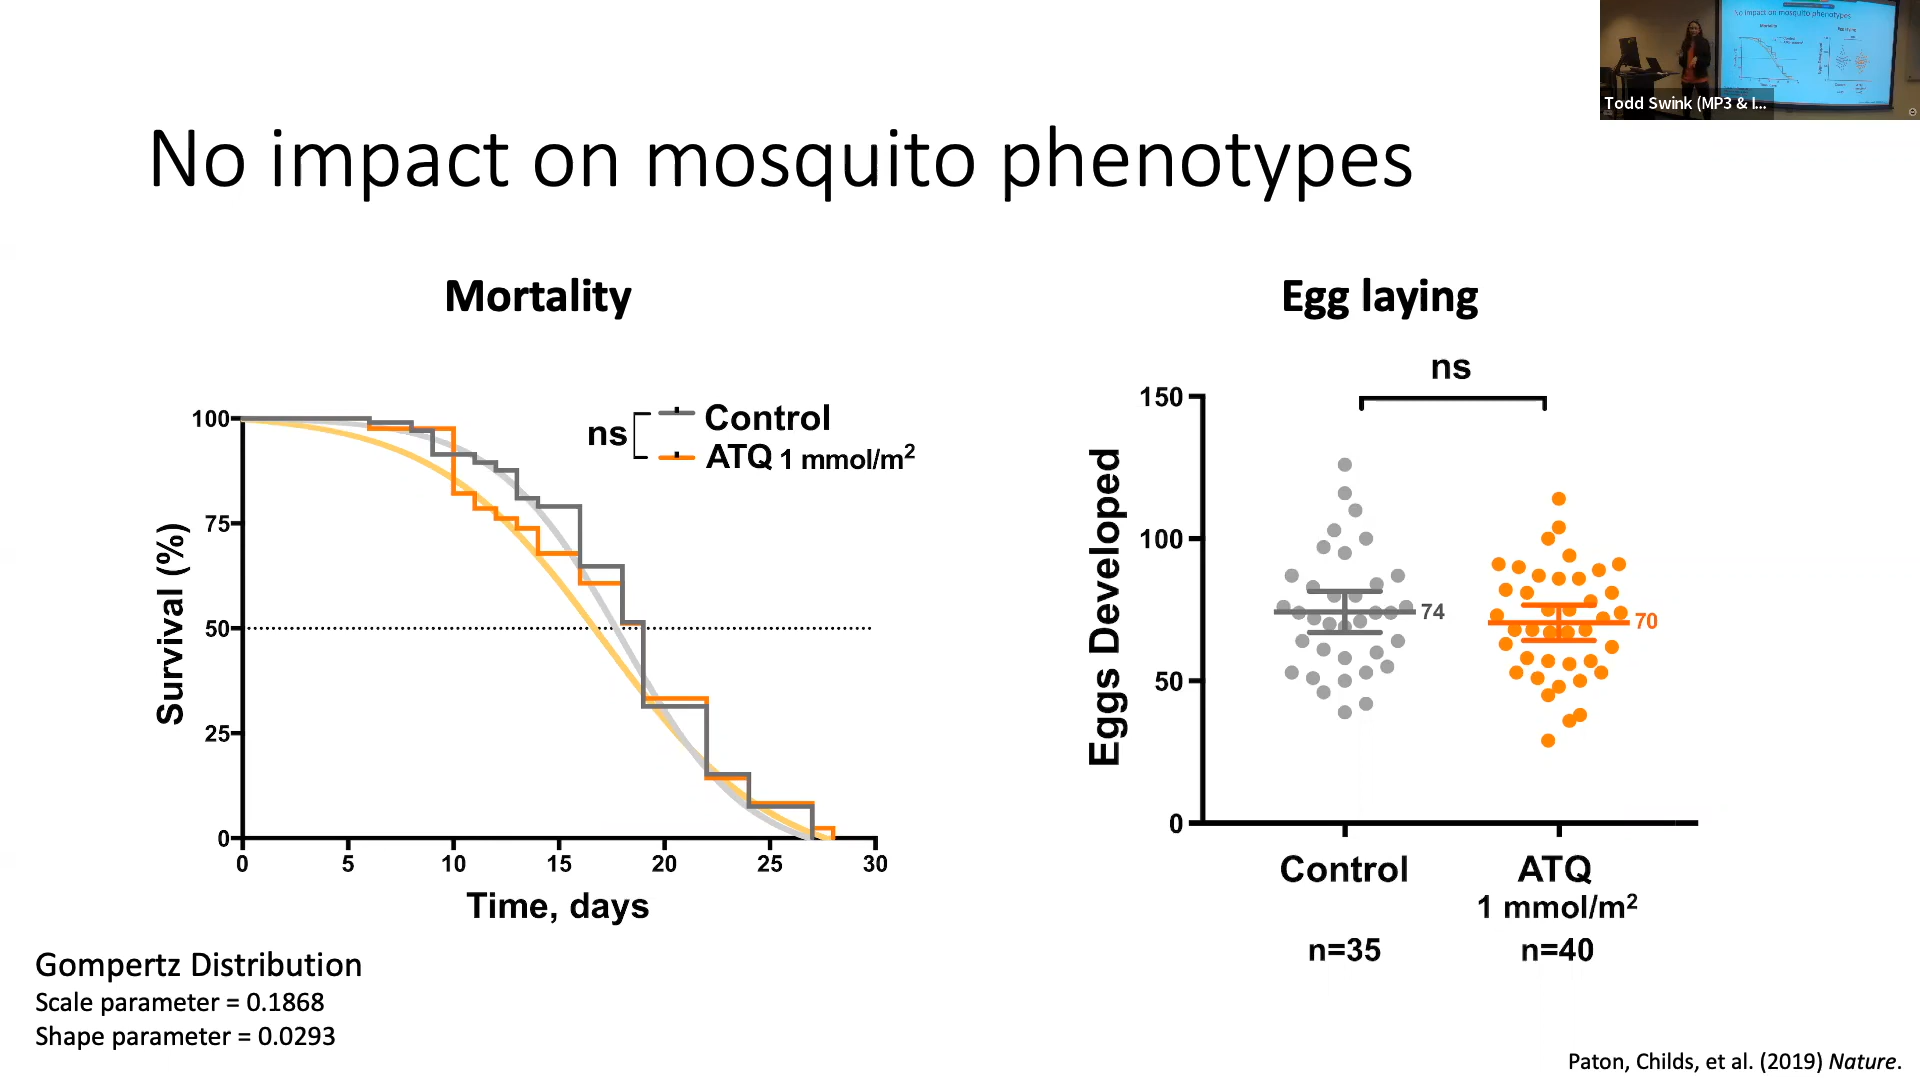 No impact on mosquito phenotypes
Todd Swink (MP3 & I...
Mortality
ns
Control
ATQ 1 mmol/m²
Survival (%)
100
75
50
25
0
0 5 10 15 20 25 30
Time, days
Egg laying
ns
Eggs Developed
150
100
50
0
74
70
Control
ATQ
1 mmol/m²
n=35
n=40
Gompertz Distribution
Scale parameter = 0.1868
Shape parameter = 0.0293
Paton, Childs, et al. (2019) Nature.